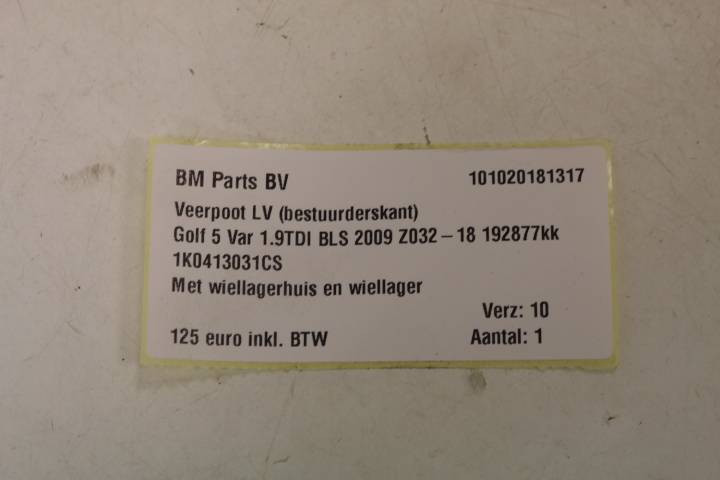 BM Parts BV 101020181317
Veerpoot LV (bestuurderskant)
Golf 5 Var 1.9TDI BLS 2009 Z032-18 192877kk
1K0413031CS
Met wiellagerhuis en wiellager
Verz: 10
125 euro inkl. BTW Aantal: 1